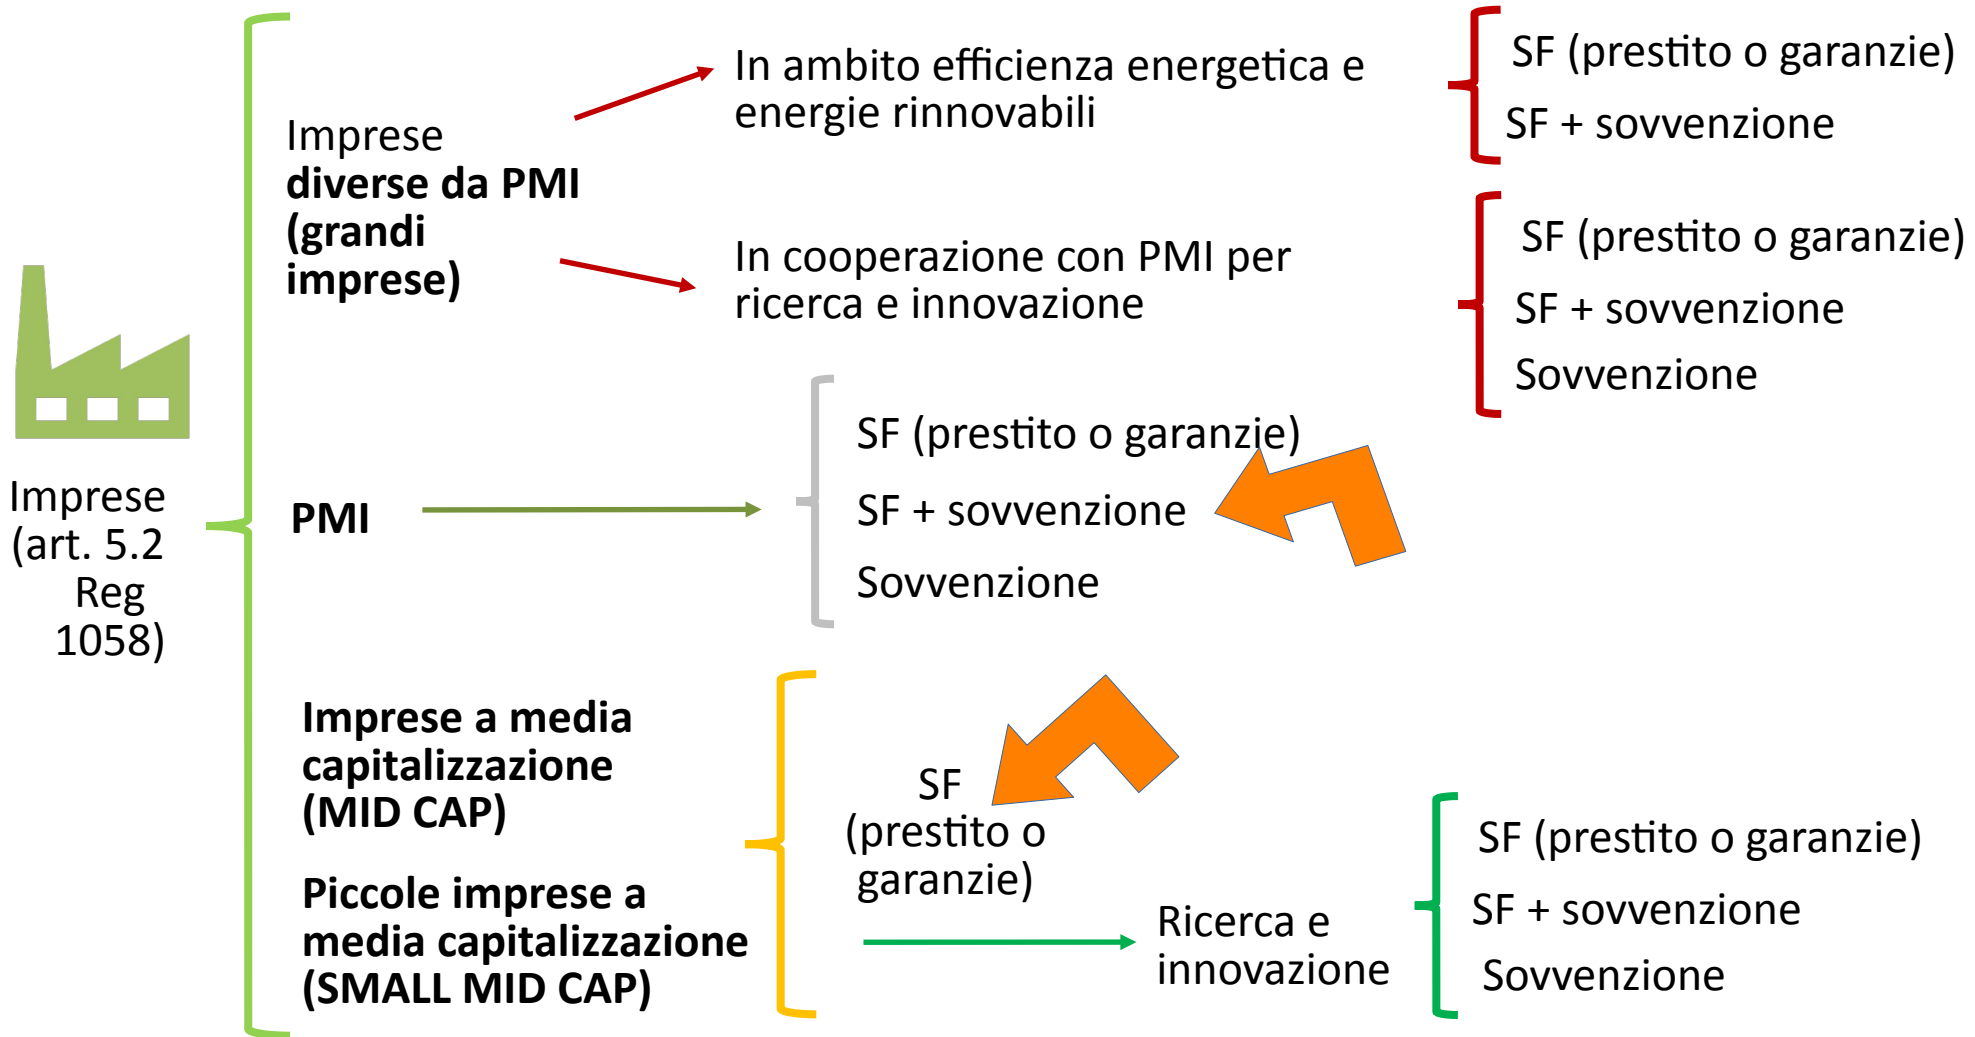 Imprese
(art. 5.2
Reg
1058)
Imprese
diverse da PMI
(grandi
imprese)
In ambito efficienza energetica e
energie rinnovabili
SF (prestito o garanzie)
SF + sovvenzione
In cooperazione con PMI per
ricerca e innovazione
SF (prestito o garanzie)
SF + sovvenzione
Sovvenzione
PMI
SF (prestito o garanzie)
SF + sovvenzione
Sovvenzione
Imprese a media
capitalizzazione
(MID CAP)
Piccole imprese a
media capitalizzazione
(SMALL MID CAP)
SF
(prestito o
garanzie)
Ricerca e
innovazione
SF (prestito o garanzie)
SF + sovvenzione
Sovvenzione